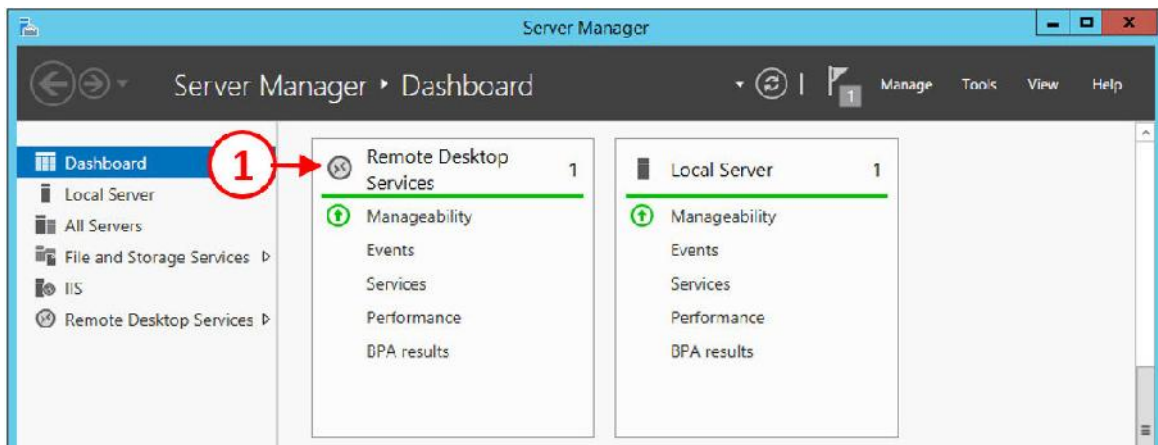 Server Manager
Server Manager ‣ Dashboard
1
Manage Tools View Help
Dashboard
Local Server
All Servers
File and Storage Services
IIS
Remote Desktop Services
1
Remote Desktop
Services
1
Manageability
Events
Services
Performance
BPA results
Local Server 1
Manageability
Events
Services
Performance
BPA results